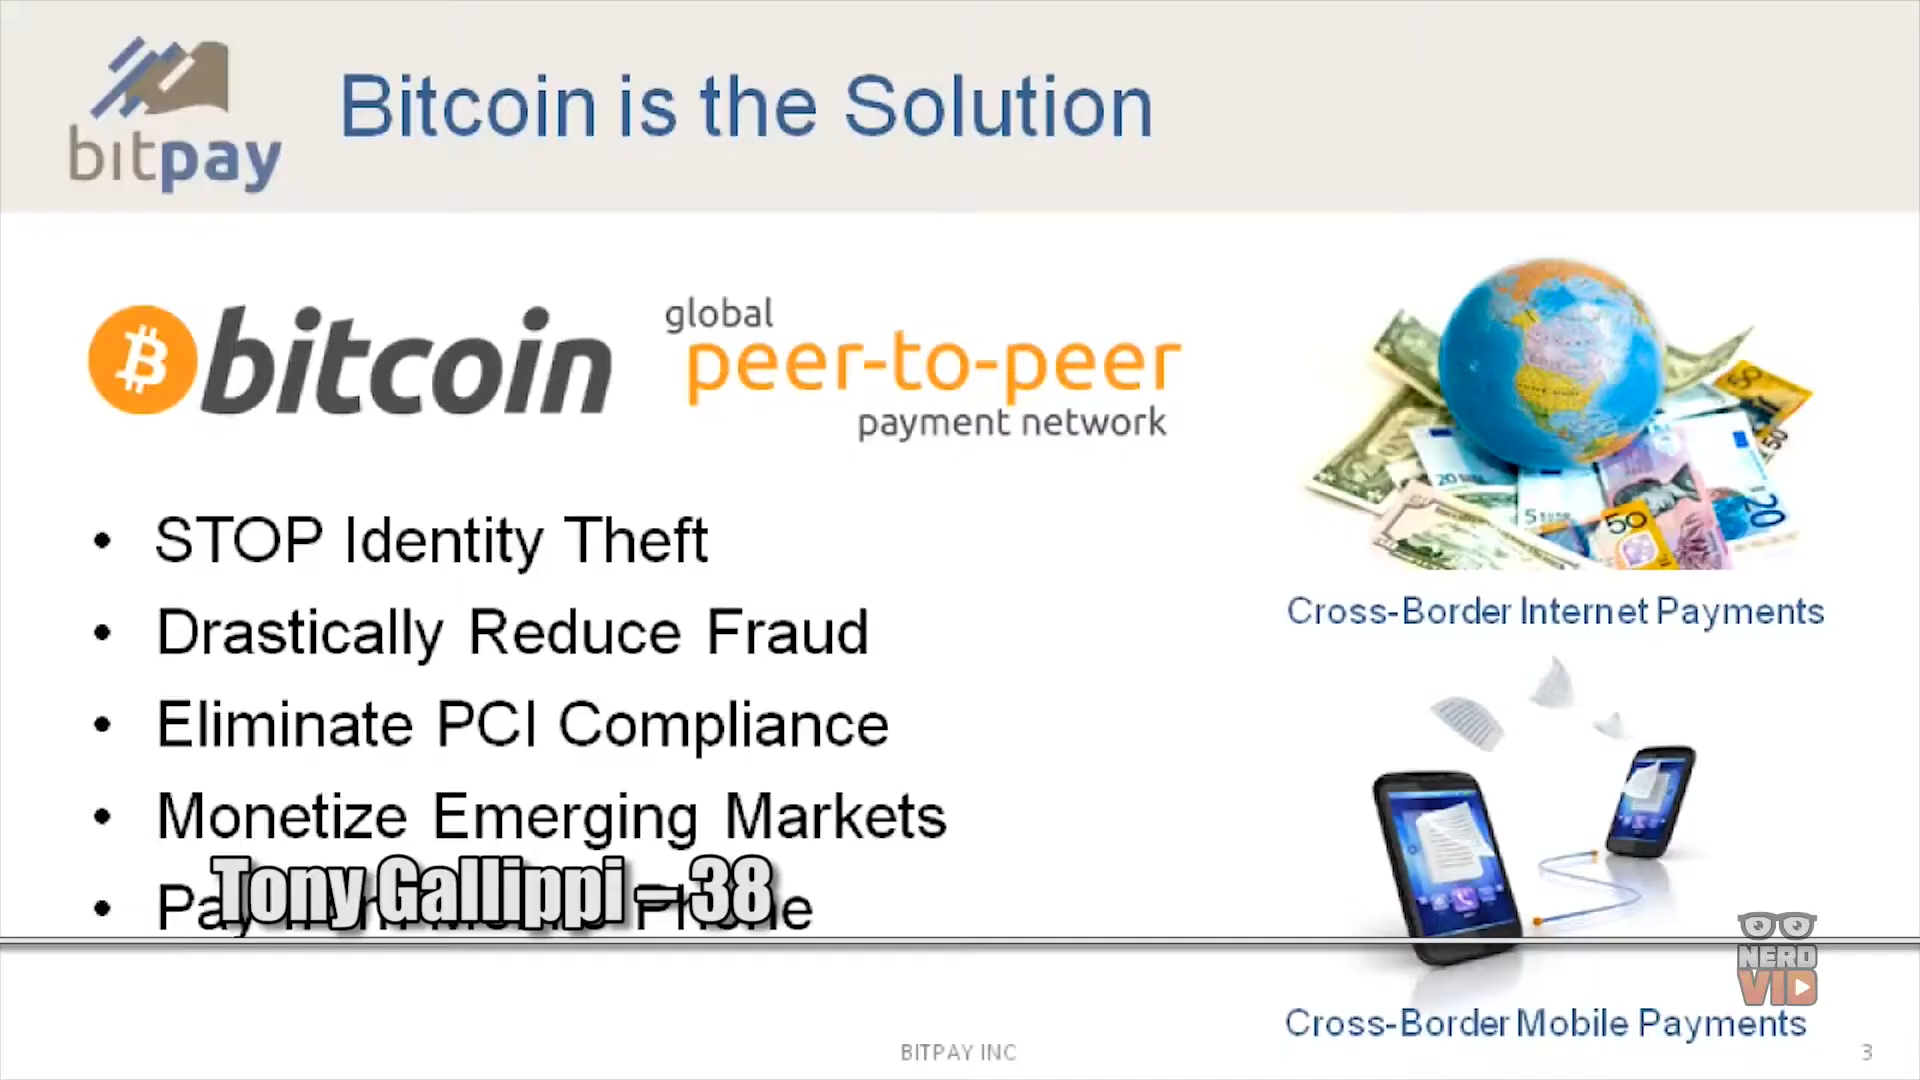 bitpay
Bitcoin is the Solution
bitcoin
global
peer-to-peer
payment network
• STOP Identity Theft
• Drastically Reduce Fraud
• Eliminate PCI Compliance
• Monetize Emerging Markets
Tony Gallippi – 38
Cross-Border Internet Payments
Cross-Border Mobile Payments
NERD
VID
BITPAY INC
3